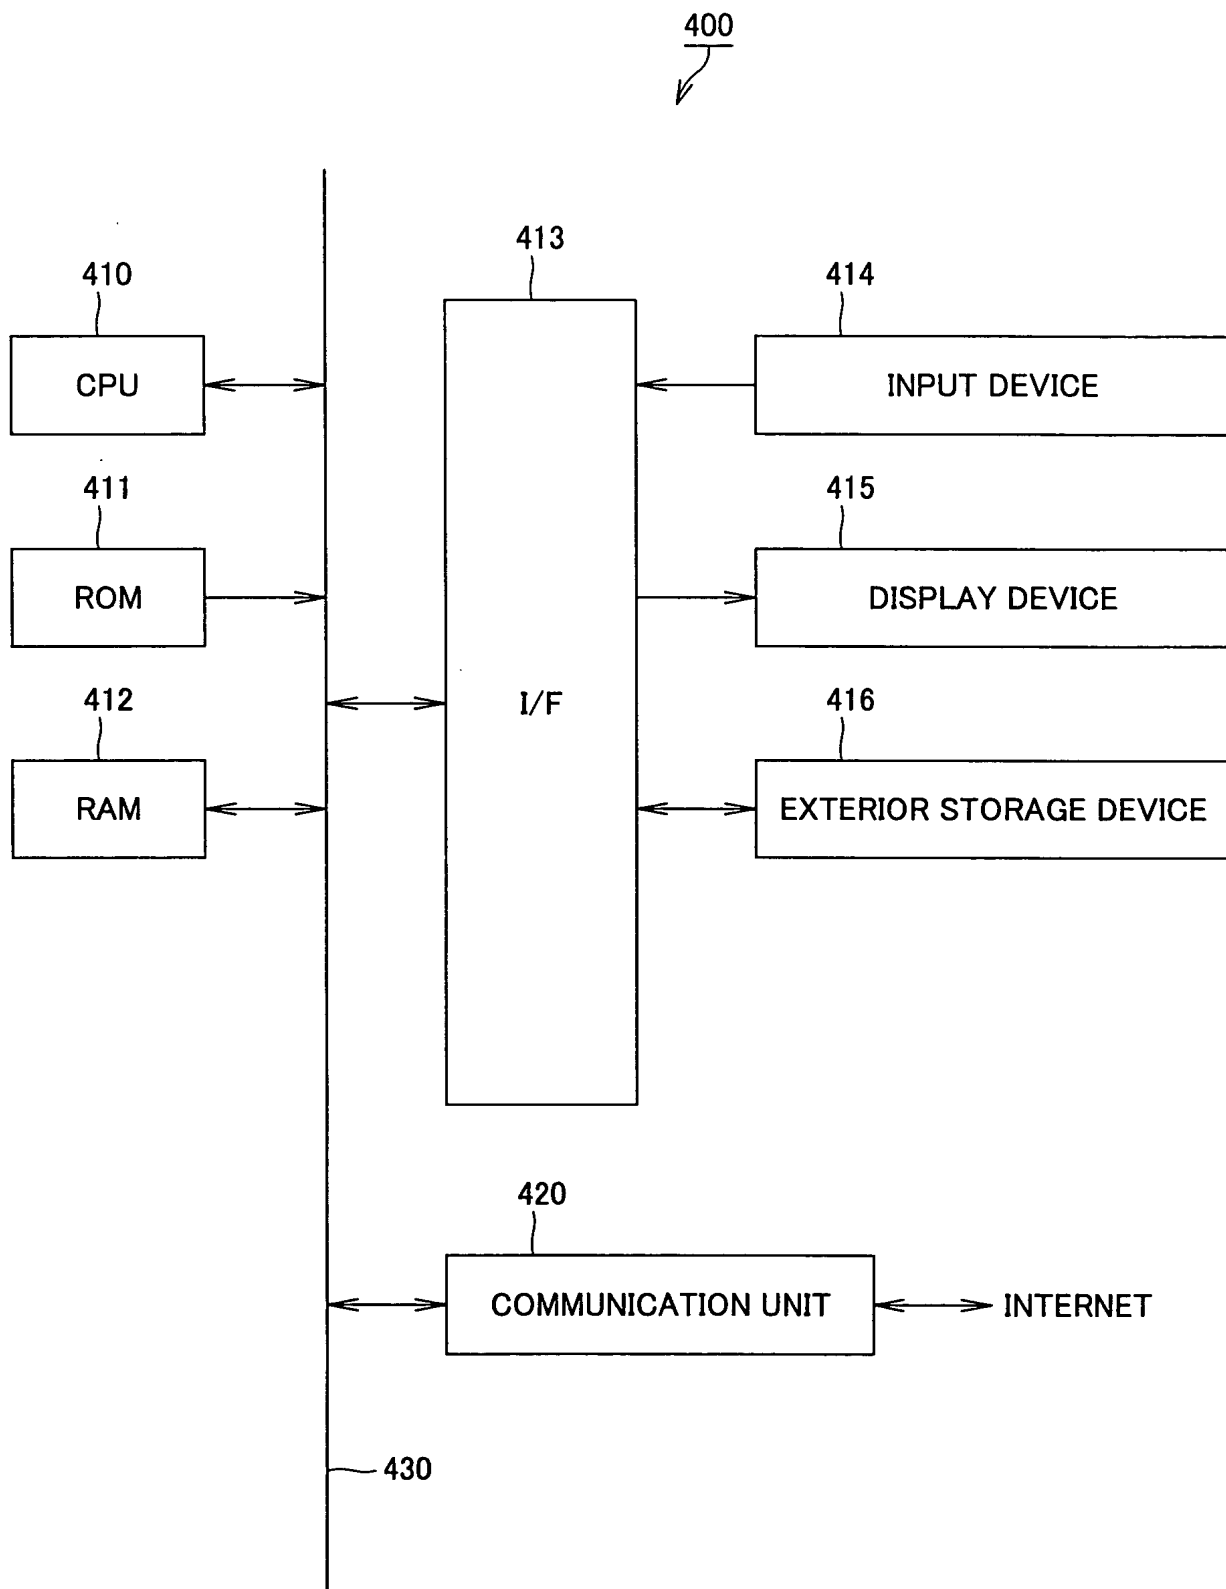 400
413
410
414
CPU
INPUT DEVICE
411
415
ROM
DISPLAY DEVICE
412
I/F
416
RAM
EXTERIOR STORAGE DEVICE
420
COMMUNICATION UNIT
INTERNET
430